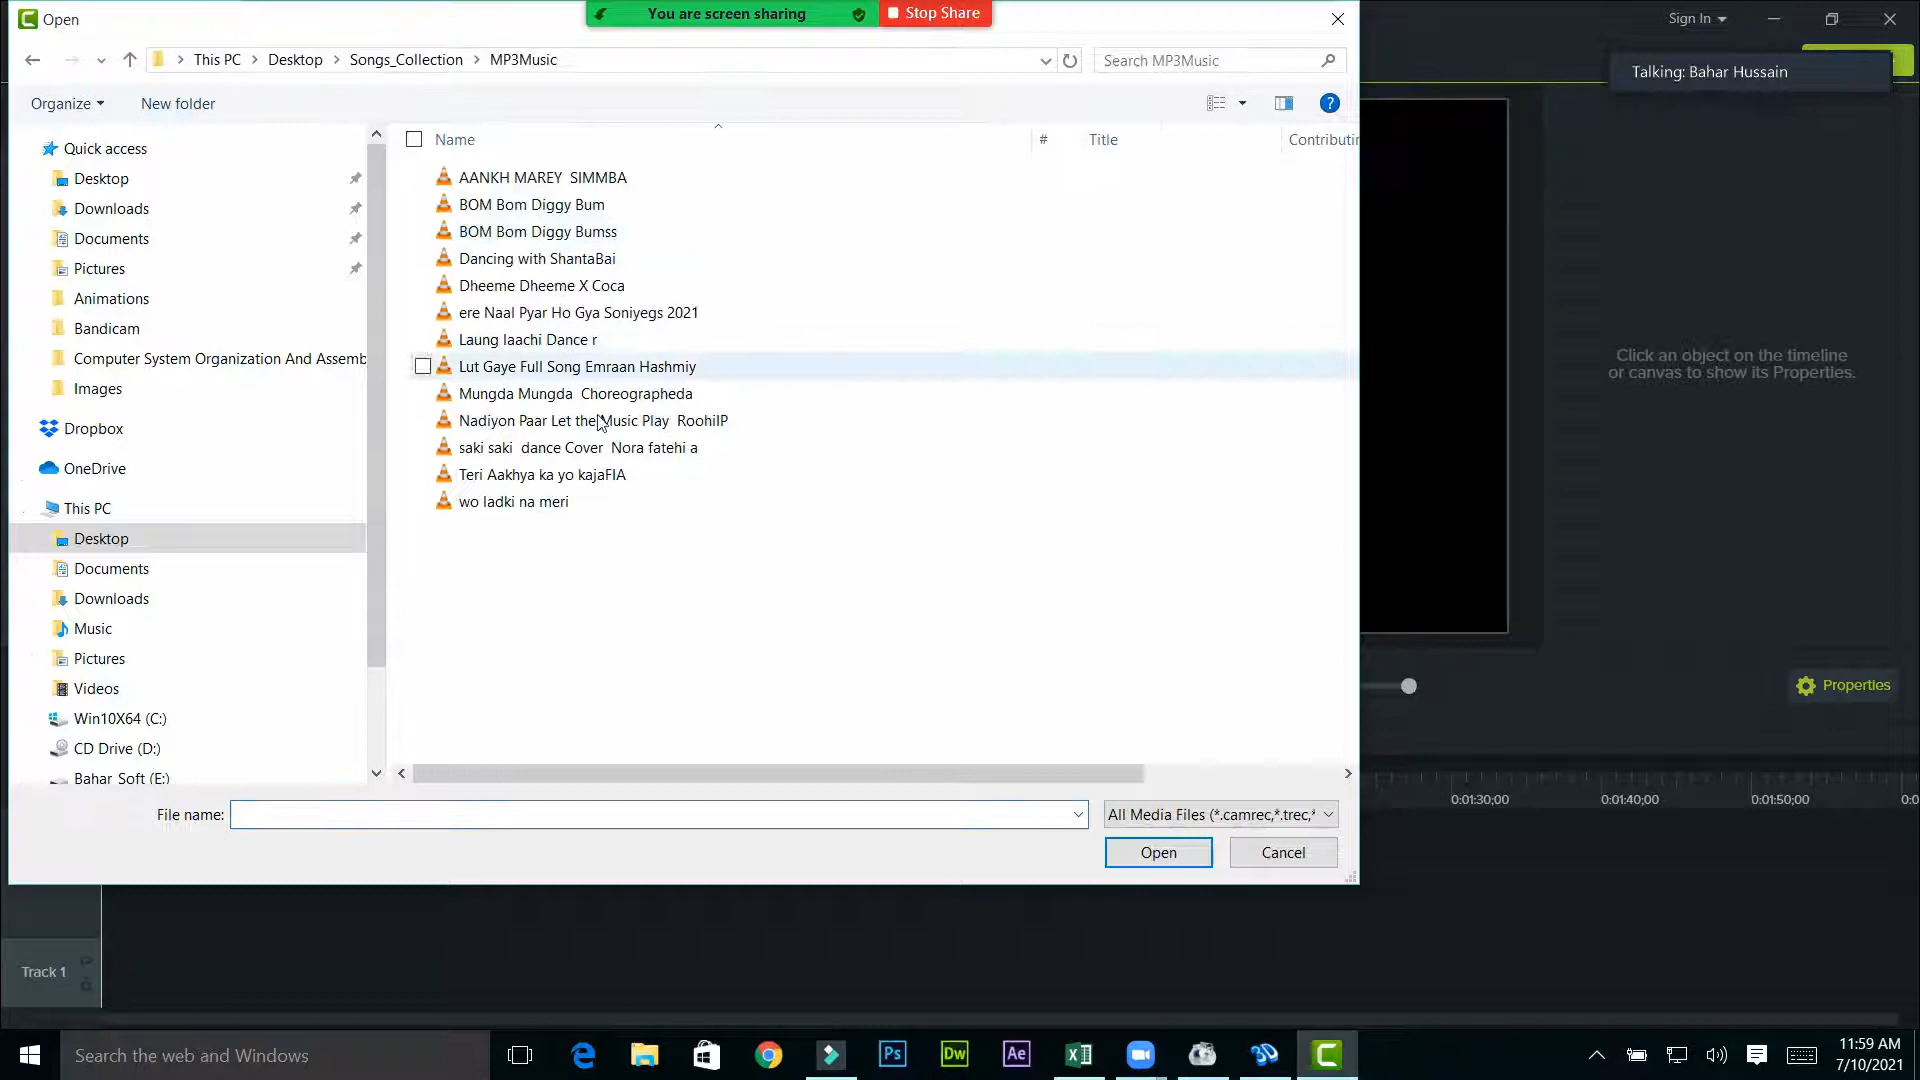 Open
You are screen sharing
Stop Share
Sign In
This PC
Desktop
Songs_Collection
MP3Music
Search MP3Music
Talking: Bahar Hussain
Organize
New folder
?
Name
#
Title
Contributin
Quick access
Desktop
Downloads
Documents
Pictures
Animations
Bandicam
Computer System Organization And Assemb
Images
Dropbox
OneDrive
This PC
Desktop
Documents
Downloads
Music
Pictures
Videos
Win10X64 (C:)
CD Drive (D:)
Bahar Soft (E:)
AANKH MAREY  SIMMBA
BOM Bom Diggy Bum
BOM Bom Diggy Bumss
Dancing with ShantaBai
Dheeme Dheeme X Coca
ere Naal Pyar Ho Gya Soniyegs 2021
Laung laachi Dance r
Lut Gaye Full Song Emraan Hashmiy
Mungda Mungda  Choreographeda
Nadiyon Paar Let the Music Play  RoohiIP
saki saki  dance Cover  Nora fatehi a
Teri Aakhya ka yo kajaFIA
wo ladki na meri
Click an object on the timeline
or canvas to show its Properties.
Properties
File name:
All Media Files (*.camrec,*.trec,*
Open
Cancel
0:01:30;00
0:01:40;00
0:01:50;00
0:0
Track 1
Search the web and Windows
Ps
Dw
Ae
11:59 AM
7/10/2021